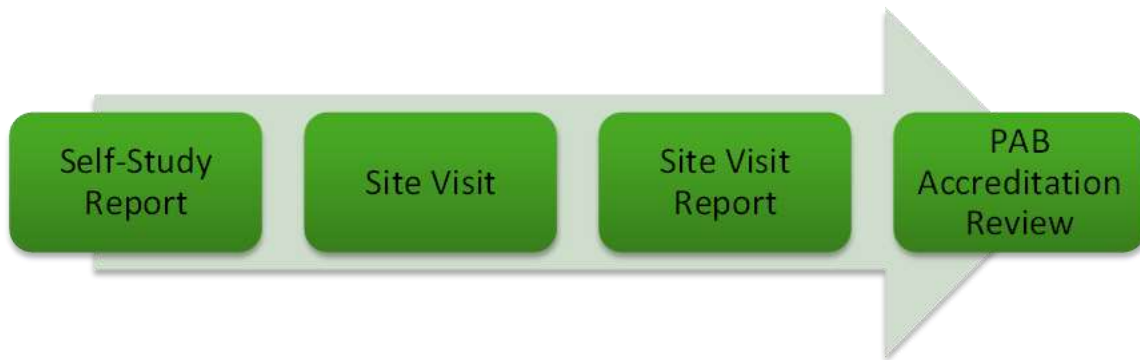 Self-Study
Report
Site Visit
Site Visit
Report
PAB
Accreditation
Review